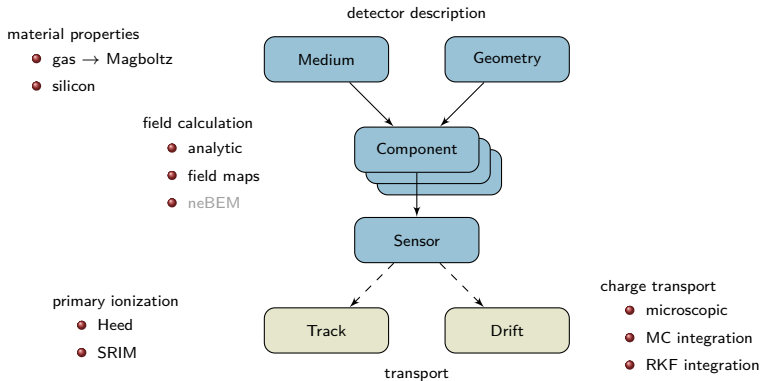 detector description
material properties
gas → Magboltz
silicon
Medium
Geometry
field calculation
analytic
field maps
neBEM
Component
Sensor
primary ionization
Heed
SRIM
Track
Drift
charge transport
microscopic
MC integration
RKF integration
transport